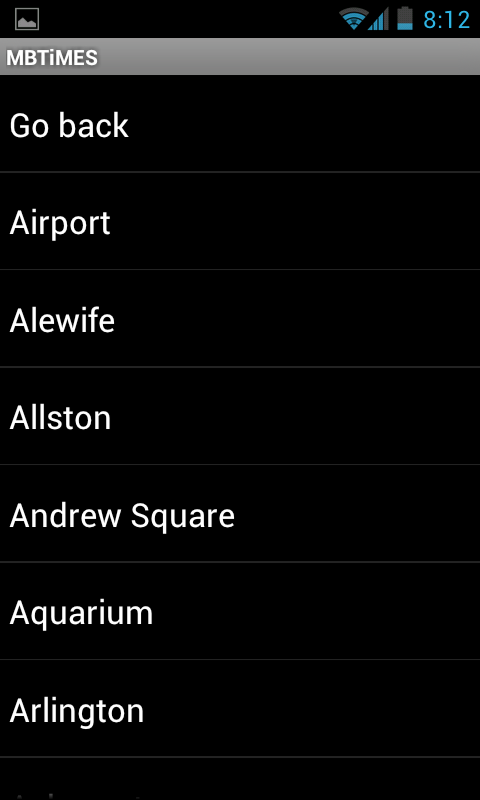 8:12
MBTiMES
Go back
Airport
Alewife
Allston
Andrew Square
Aquarium
Arlington